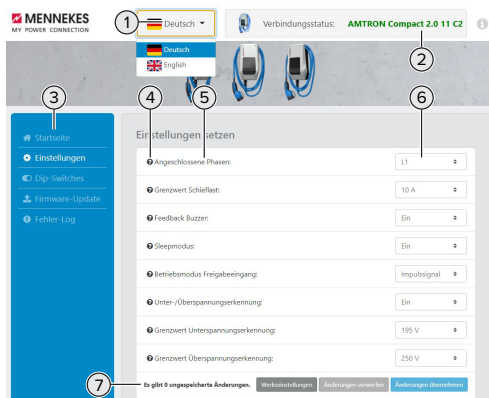 MENNEKES
MY POWER CONNECTION
1
Deutsch
Verbindungsstatus: AMTRON Compact 2.0 11 C2
2
Deutsch
English
3
4
5
6
Startseite
Einstellungen
Dip-Switches
Firmware-Update
Fehler-Log
Einstellungen setzen
Angeschlossene Phasen: L1
Grenzwert Schieflast: 10 A
Feedback Buzzer: Ein
Sleepmodus: Ein
Betriebsmodus Freigabeeingang: Impulssignal
Unter-/Überspannungserkennung: Ein
Grenzwert Unterspannungserkennung: 195 V
Grenzwert Überspannungserkennung: 250 V
7
Es gibt 0 ungespeicherte Änderungen. Werkseinstellungen Änderungen verwerfen Änderungen übernehmen